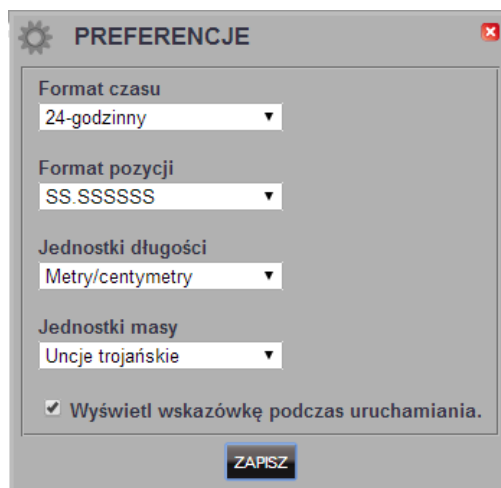 PREFERENCJE
Format czasu
24-godzinny
Format pozycji
SS.SSSSSS
Jednostki długości
Metry/centymetry
Jednostki masy
Uncje trojańskie
Wyświetl wskazówkę podczas uruchamiania.
ZAPISZ